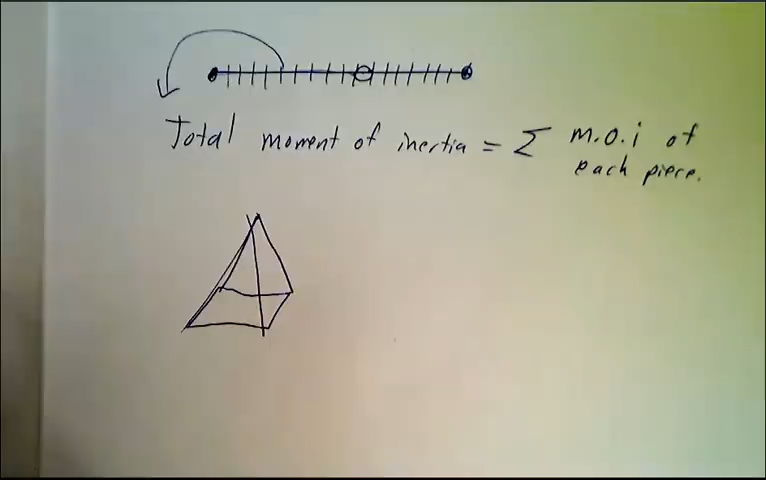 Total moment of inertia = Σ m.o.i of
each piece.